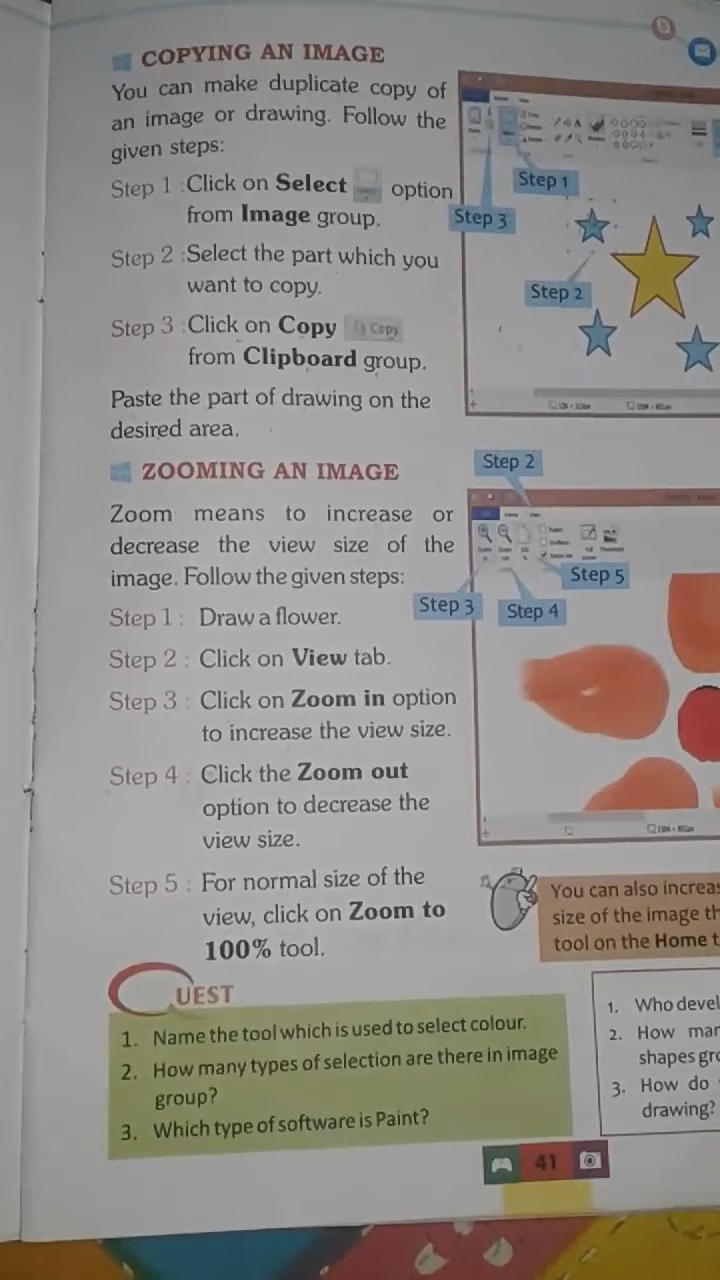 COPYING AN IMAGE
You can make duplicate copy of
an image or drawing. Follow the
given steps:
Step 1 : Click on Select option
from Image group.
Step 2 : Select the part which you
want to copy.
Step 3 : Click on Copy Copy
from Clipboard group.
Paste the part of drawing on the
desired area.
Step 1
Step 3
Step 2
ZOOMING AN IMAGE
Zoom means to increase or
decrease the view size of the
image. Follow the given steps:
Step 1 : Draw a flower.
Step 2 : Click on View tab.
Step 3 : Click on Zoom in option
to increase the view size.
Step 4 : Click the Zoom out
option to decrease the
view size.
Step 5 : For normal size of the
view, click on Zoom to
100% tool.
Step 2
Step 5
Step 3
Step 4
You can also increas
size of the image th
tool on the Home t
QUEST
1. Name the tool which is used to select colour.
2. How many types of selection are there in image
group?
3. Which type of software is Paint?
1. Who devel
2. How mar
shapes gro
3. How do
drawing?
41